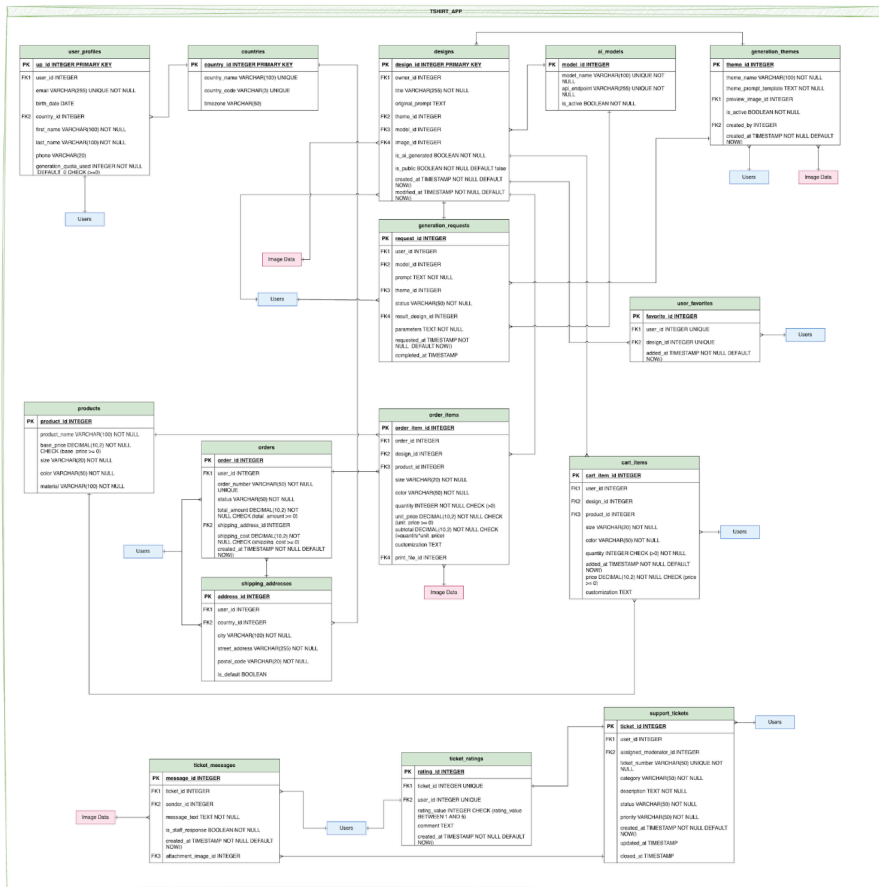 TSHIRT_APP
user_profiles
PK up_id INTEGER PRIMARY KEY
FK1 user_id INTEGER
email VARCHAR(255) UNIQUE NOT NULL
birth_date DATE
FK2 country_id INTEGER
first_name VARCHAR(100) NOT NULL
last_name VARCHAR(100) NOT NULL
phone VARCHAR(20)
generation_quota_used INTEGER NOT NULL
DEFAULT 0 CHECK (>=0)
Users
countries
PK country_id INTEGER PRIMARY KEY
country_name VARCHAR(100) UNIQUE
country_code VARCHAR(3) UNIQUE
timezone VARCHAR(50)
designs
PK design_id INTEGER PRIMARY KEY
FK1 owner_id INTEGER
title VARCHAR(255) NOT NULL
original_prompt TEXT
FK2 theme_id INTEGER
FK3 model_id INTEGER
FK4 image_id INTEGER
is_ai_generated BOOLEAN NOT NULL
is_public BOOLEAN NOT NULL DEFAULT false
created_at TIMESTAMP NOT NULL DEFAULT
NOW()
modified_at TIMESTAMP NOT NULL DEFAULT
NOW()
ai_models
PK model_id INTEGER
model_name VARCHAR(100) UNIQUE NOT
NULL
api_endpoint VARCHAR(255) UNIQUE NOT
NULL
is_active BOOLEAN NOT NULL
generation_themes
PK theme_id INTEGER
theme_name VARCHAR(100) NOT NULL
theme_prompt_template TEXT NOT NULL
FK1 preview_image_id INTEGER
is_active BOOLEAN NOT NULL
FK2 created_by INTEGER
created_at TIMESTAMP NOT NULL DEFAULT
NOW()
Users
Image Data
Image Data
Users
generation_requests
PK request_id INTEGER
FK1 user_id INTEGER
FK2 model_id INTEGER
prompt TEXT NOT NULL
FK3 theme_id INTEGER
status VARCHAR(50) NOT NULL
FK4 result_design_id INTEGER
parameters TEXT NOT NULL
requested_at TIMESTAMP NOT
NULL DEFAULT NOW()
completed_at TIMESTAMP
user_favorites
PK favorite_id INTEGER
FK1 user_id INTEGER UNIQUE
FK2 design_id INTEGER UNIQUE
added_at TIMESTAMP NOT NULL DEFAULT
NOW()
Users
products
PK product_id INTEGER
product_name VARCHAR(100) NOT NULL
base_price DECIMAL(10,2) NOT NULL
CHECK (base_price >= 0)
size VARCHAR(20) NOT NULL
color VARCHAR(50) NOT NULL
material VARCHAR(100) NOT NULL
orders
PK order_id INTEGER
FK1 user_id INTEGER
order_number VARCHAR(50) NOT NULL
UNIQUE
status VARCHAR(50) NOT NULL
total_amount DECIMAL(10,2) NOT
NULL CHECK (total_amount >= 0)
FK2 shipping_address_id INTEGER
shipping_cost DECIMAL(10,2) NOT
NULL CHECK (shipping_cost >= 0)
created_at TIMESTAMP NOT NULL DEFAULT
NOW()
Users
order_items
PK order_item_id INTEGER
FK1 order_id INTEGER
FK2 design_id INTEGER
FK3 product_id INTEGER
size VARCHAR(20) NOT NULL
color VARCHAR(50) NOT NULL
quantity INTEGER NOT NULL CHECK (>0)
unit_price DECIMAL(10,2) NOT NULL CHECK
(unit_price >= 0)
subtotal DECIMAL(10,2) NOT NULL CHECK
(=quantity*unit_price)
customization TEXT
FK4 print_file_id INTEGER
Image Data
cart_items
PK cart_item_id INTEGER
FK1 user_id INTEGER
FK2 design_id INTEGER
FK3 product_id INTEGER
size VARCHAR(20) NOT NULL
color VARCHAR(50) NOT NULL
quantity INTEGER CHECK (>0) NOT NULL
added_at TIMESTAMP NOT NULL DEFAULT
NOW()
price DECIMAL(10,2) NOT NULL CHECK (price
>= 0)
customization TEXT
Users
shipping_addresses
PK address_id INTEGER
FK1 user_id INTEGER
FK2 country_id INTEGER
city VARCHAR(100) NOT NULL
street_address VARCHAR(255) NOT NULL
postal_code VARCHAR(20) NOT NULL
is_default BOOLEAN
support_tickets
PK ticket_id INTEGER
FK1 user_id INTEGER
FK2 assigned_moderator_id INTEGER
ticket_number VARCHAR(50) UNIQUE NOT
NULL
category VARCHAR(50) NOT NULL
description TEXT NOT NULL
status VARCHAR(50) NOT NULL
priority VARCHAR(50) NOT NULL
created_at TIMESTAMP NOT NULL DEFAULT
NOW()
updated_at TIMESTAMP
closed_at TIMESTAMP
Users
ticket_messages
PK message_id INTEGER
FK1 ticket_id INTEGER
FK2 sender_id INTEGER
message_text TEXT NOT NULL
is_staff_response BOOLEAN NOT NULL
created_at TIMESTAMP NOT NULL DEFAULT
NOW()
FK3 attachment_image_id INTEGER
Image Data
Users
ticket_ratings
PK rating_id INTEGER
FK1 ticket_id INTEGER UNIQUE
FK2 user_id INTEGER UNIQUE
rating_value INTEGER CHECK (rating_value
BETWEEN 1 AND 5)
comment TEXT
created_at TIMESTAMP NOT NULL DEFAULT
NOW()